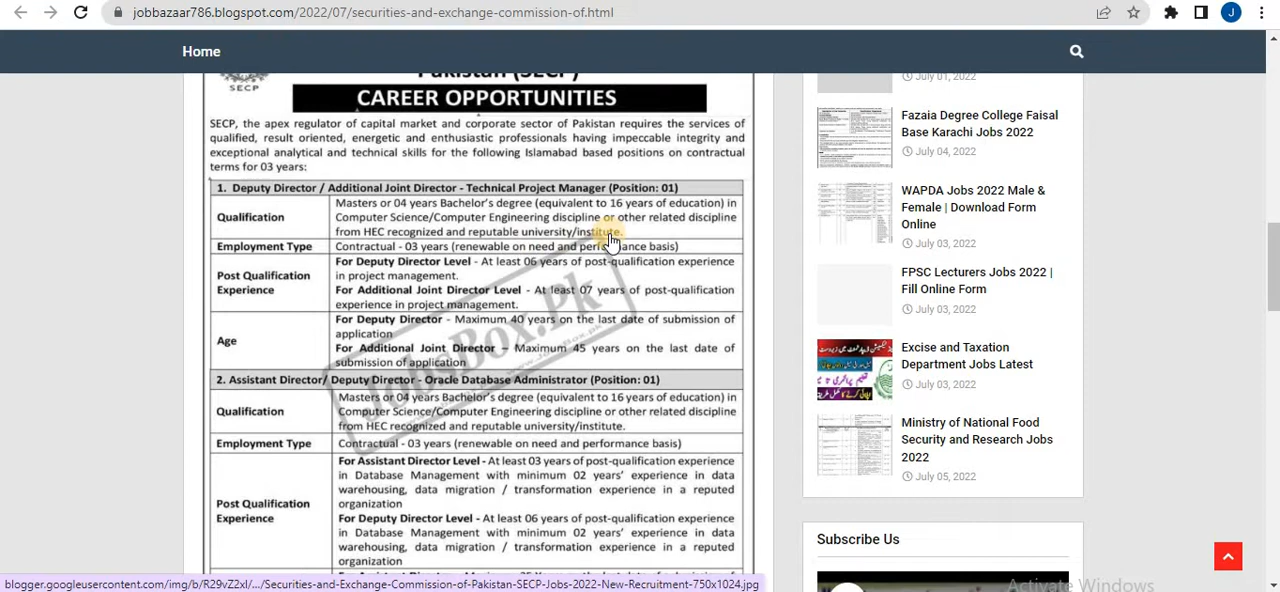 jobbazaar786.blogspot.com/2022/07/securities-and-exchange-commission-of.html
J
Home
SECP
Pakistan (SECP)
CAREER OPPORTUNITIES
SECP, the apex regulator of capital market and corporate sector of Pakistan requires the services of
qualified, result oriented, energetic and enthusiastic professionals having impeccable integrity and
exceptional analytical and technical skills for the following Islamabad based positions on contractual
terms for 03 years:
1. Deputy Director / Additional Joint Director - Technical Project Manager (Position: 01)
Qualification
Masters or 04 years Bachelor's degree (equivalent to 16 years of education) in
Computer Science/Computer Engineering discipline or other related discipline
from HEC recognized and reputable university/institute.
Employment Type
Contractual - 03 years (renewable on need and performance basis)
Post Qualification
Experience
For Deputy Director Level - At least 06 years of post-qualification experience
in project management.
For Additional Joint Director Level - At least 07 years of post-qualification
experience in project management.
Age
For Deputy Director - Maximum 40 years on the last date of submission of
application
For Additional Joint Director – Maximum 45 years on the last date of
submission of application
2. Assistant Director/ Deputy Director - Oracle Database Administrator (Position: 01)
Qualification
Masters or 04 years Bachelor's degree (equivalent to 16 years of education) in
Computer Science/Computer Engineering discipline or other related discipline
from HEC recognized and reputable university/institute.
Employment Type
Contractual - 03 years (renewable on need and performance basis)
Post Qualification
Experience
For Assistant Director Level - At least 03 years of post-qualification experience
in Database Management with minimum 02 years' experience in data
warehousing, data migration / transformation experience in a reputed
organization
For Deputy Director Level - At least 06 years of post-qualification experience
in Database Management with minimum 02 years' experience in data
warehousing, data migration / transformation experience in a reputed
organization
JobsBox.Pk
July 01, 2022
Fazaia Degree College Faisal
Base Karachi Jobs 2022
July 04, 2022
WAPDA Jobs 2022 Male &
Female | Download Form
Online
July 03, 2022
FPSC Lecturers Jobs 2022 |
Fill Online Form
July 03, 2022
Excise and Taxation
Department Jobs Latest
July 03, 2022
Ministry of National Food
Security and Research Jobs
2022
July 05, 2022
Subscribe Us
Activate Windows
blogger.googleusercontent.com/img/b/R29vZ2xl/.../Securities-and-Exchange-Commission-of-Pakistan-SECP-Jobs-2022-New-Recruitment-750x1024.jpg